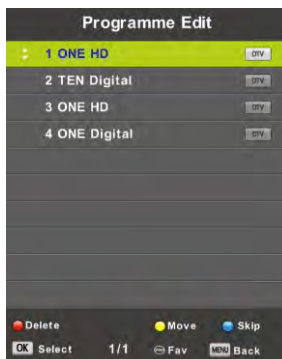 Programme Edit
1 ONE HD DTV
2 TEN Digital DTV
3 ONE HD DTV
4 ONE Digital DTV
Delete Move Skip
OK Select 1/1 Fav MENU Back